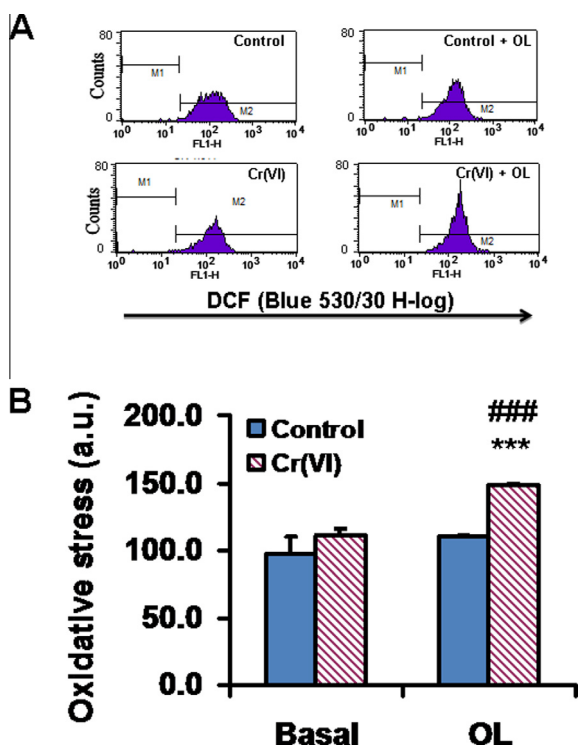 A
Control
Control + OL
80
Counts
M1
M2
0
10⁰ 10¹ 10² 10³ 10⁴
FL1-H
80
M1
M2
0
10⁰ 10¹ 10² 10³ 10⁴
FL1-H
Cr(VI)
Cr(VI) + OL
80
Counts
M1
M2
0
10⁰ 10¹ 10² 10³ 10⁴
FL1-H
80
M1
M2
0
10⁰ 10¹ 10² 10³ 10⁴
FL1-H
DCF (Blue 530/30 H-log)
B
Oxidative stress (a.u.)
200.0
150.0
100.0
50.0
0.0
Control
Cr(VI)
###
***
Basal
OL